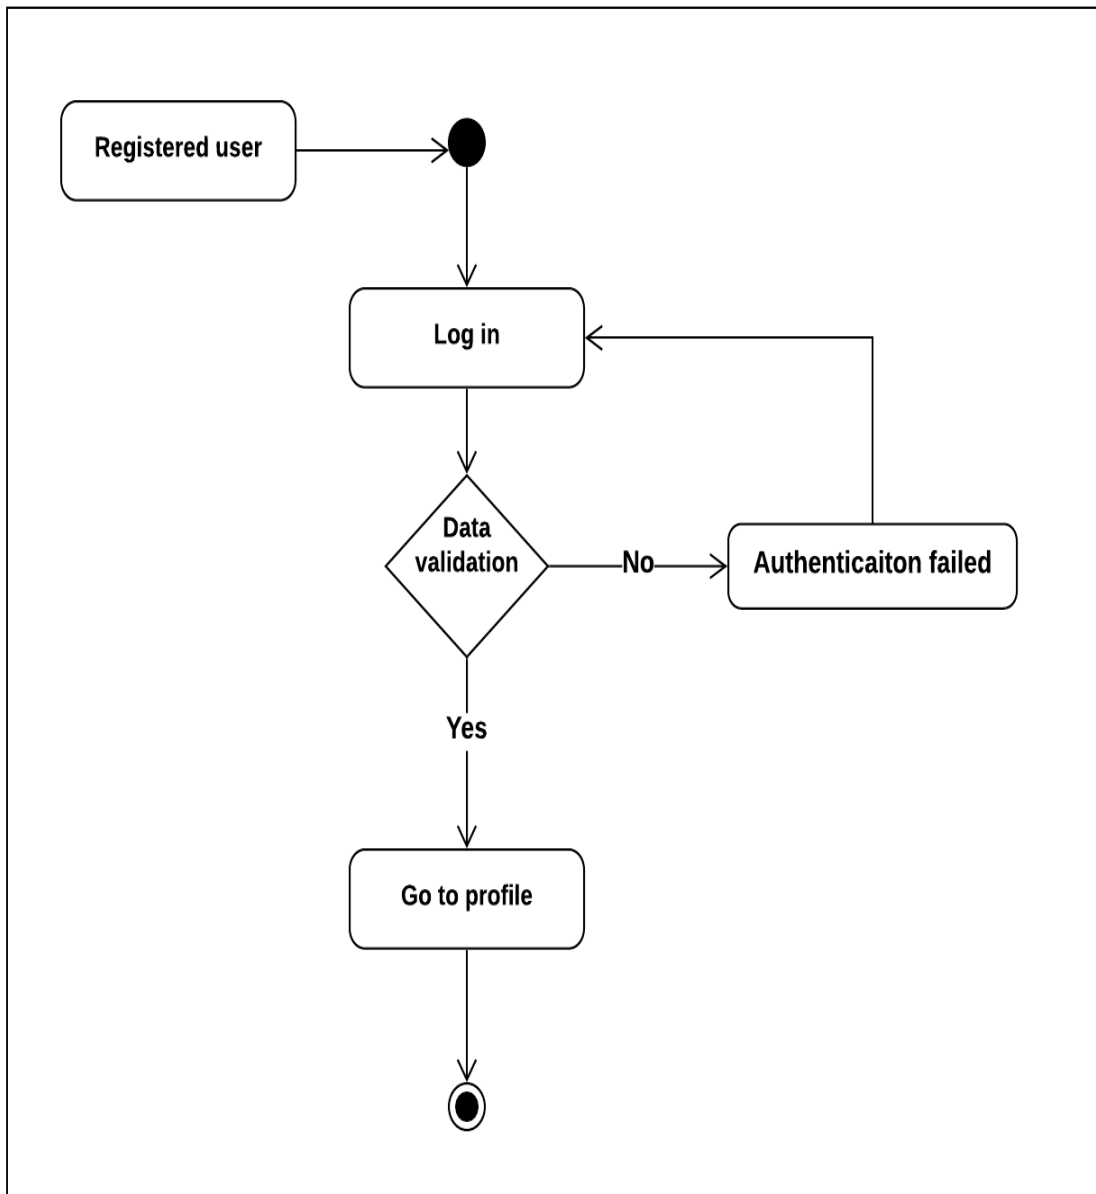 Registered user
Log in
Data
validation
No
Authenticaiton failed
Yes
Go to profile